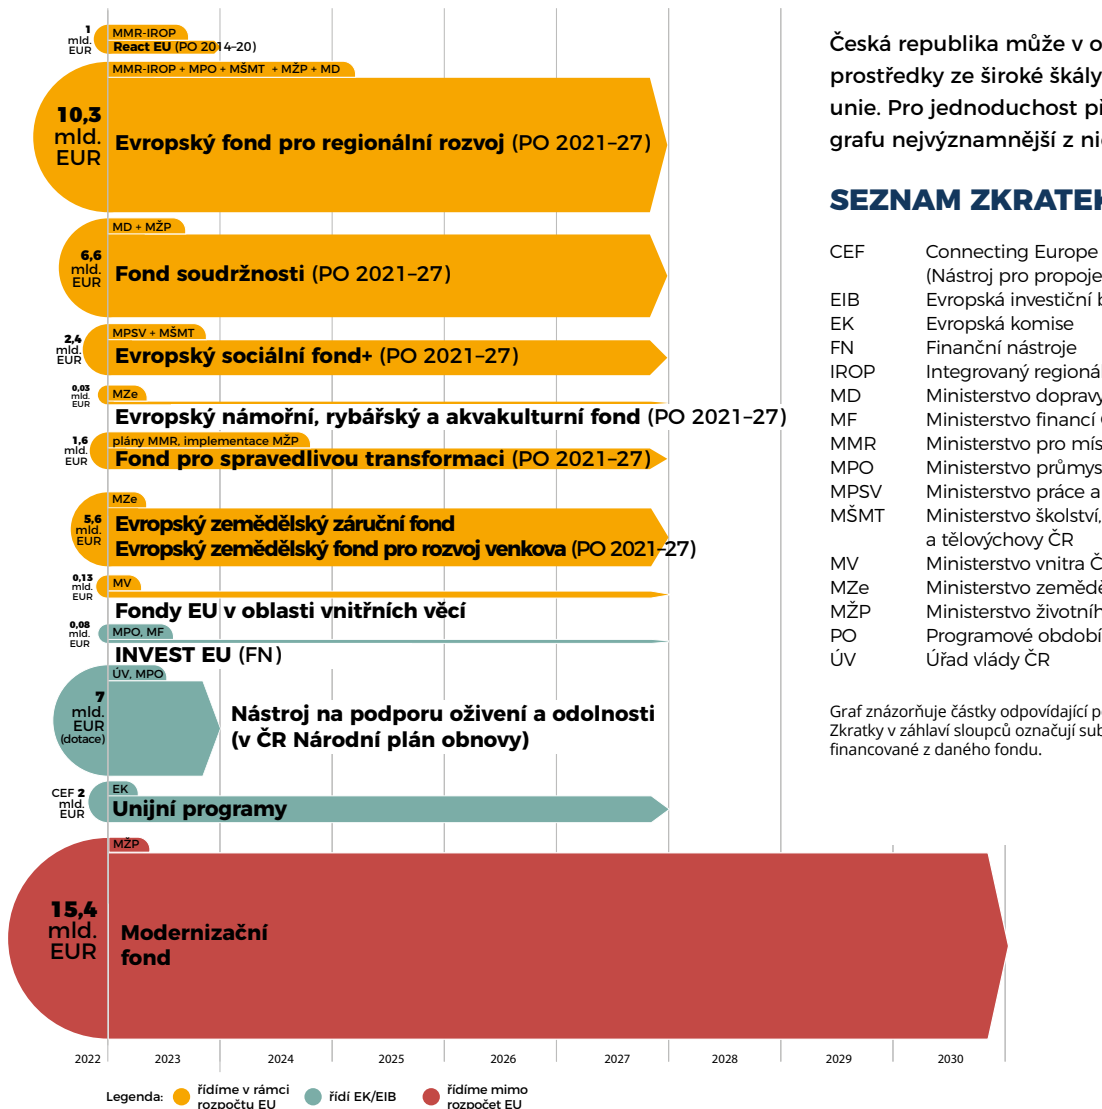 1
mld.
EUR
MMR-IROP
React EU (PO 2014–20)
MMR-IROP + MPO + MŠMT + MŽP + MD
10,3
mld.
EUR
Evropský fond pro regionální rozvoj (PO 2021–27)
MD + MŽP
6,6
mld.
EUR
Fond soudržnosti (PO 2021–27)
MPSV + MŠMT
2,4
mld.
EUR
Evropský sociální fond+ (PO 2021–27)
0,03
mld.
EUR
MZe
Evropský námořní, rybářský a akvakulturní fond (PO 2021–27)
1,6
mld.
EUR
plány MMR, implementace MŽP
Fond pro spravedlivou transformaci (PO 2021–27)
MZe
5,6
mld.
EUR
Evropský zemědělský záruční fond
Evropský zemědělský fond pro rozvoj venkova (PO 2021–27)
0,13
mld.
EUR
MV
Fondy EU v oblasti vnitřních věcí
0,08
mld.
EUR
MPO, MF
INVEST EU (FN)
ÚV, MPO
7
mld.
EUR
(dotace)
Nástroj na podporu oživení a odolnosti
(v ČR Národní plán obnovy)
CEF 2
mld.
EUR
EK
Unijní programy
MŽP
15,4
mld.
EUR
Modernizační
fond
2022 2023 2024 2025 2026 2027 2028 2029 2030
Legenda: řídíme v rámci rozpočtu EU řídí EK/EIB řídíme mimo rozpočet EU
Česká republika může v o
prostředky ze široké škály
unie. Pro jednoduchost př
grafu nejvýznamnější z ni
SEZNAM ZKRATEK
CEF Connecting Europe
(Nástroj pro propoje
EIB Evropská investiční b
EK Evropská komise
FN Finanční nástroje
IROP Integrovaný regioná
MD Ministerstvo dopravy
MF Ministerstvo financí
MMR Ministerstvo pro mís
MPO Ministerstvo průmys
MPSV Ministerstvo práce a
MŠMT Ministerstvo školství,
a tělovýchovy ČR
MV Ministerstvo vnitra Č
MZe Ministerstvo zeměd
MŽP Ministerstvo životníh
PO Programové období
ÚV Úřad vlády ČR
Graf znázorňuje částky odpovídající p
Zkratky v záhlaví sloupců označují sub
financované z daného fondu.